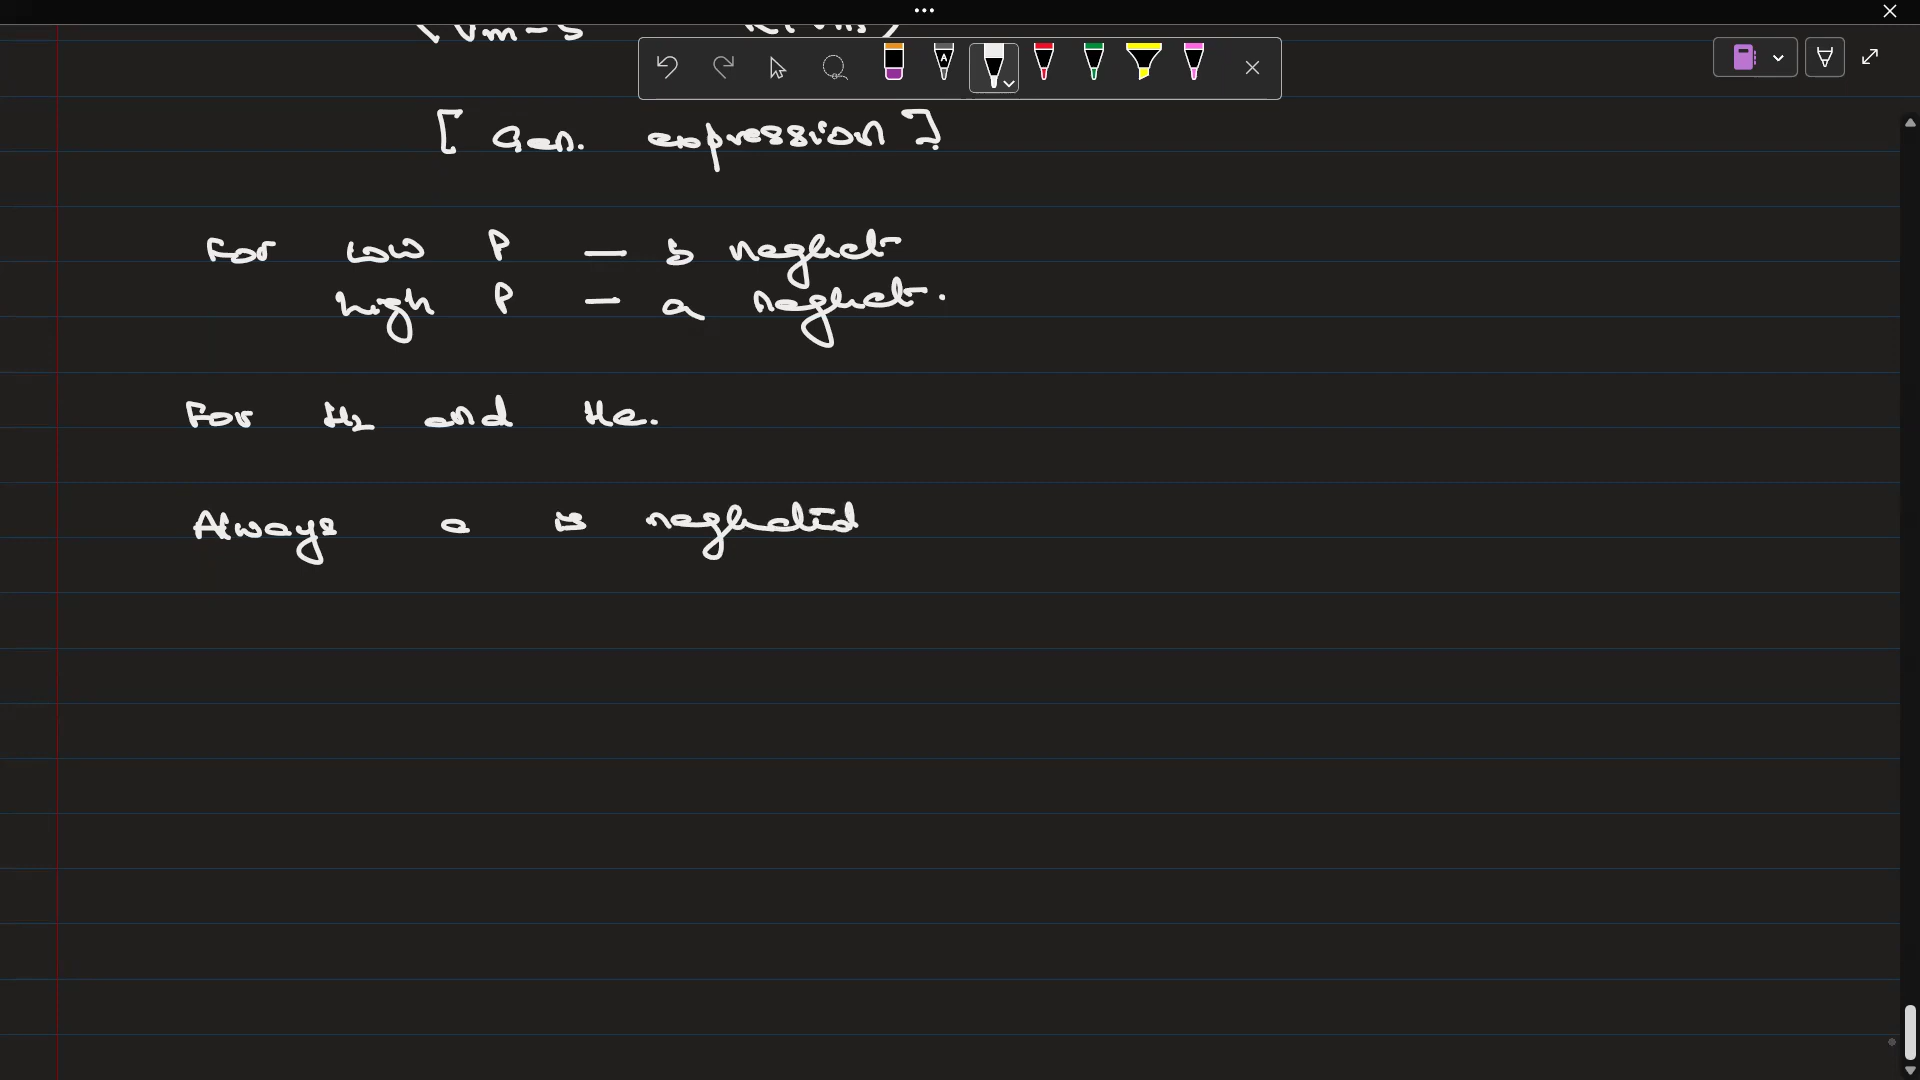 [ Gen. expression ]
For low P — b neglect
high P — a neglect.
For H₂ and He.
Always a is neglected